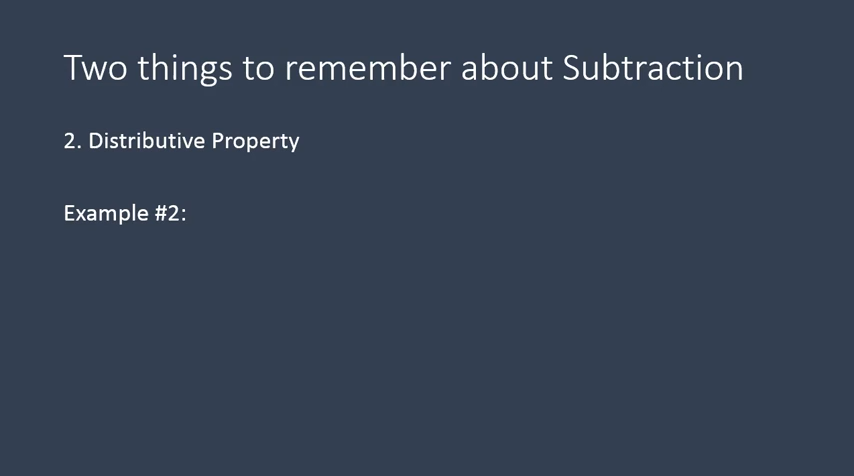 Two things to remember about Subtraction
2. Distributive Property
Example #2: